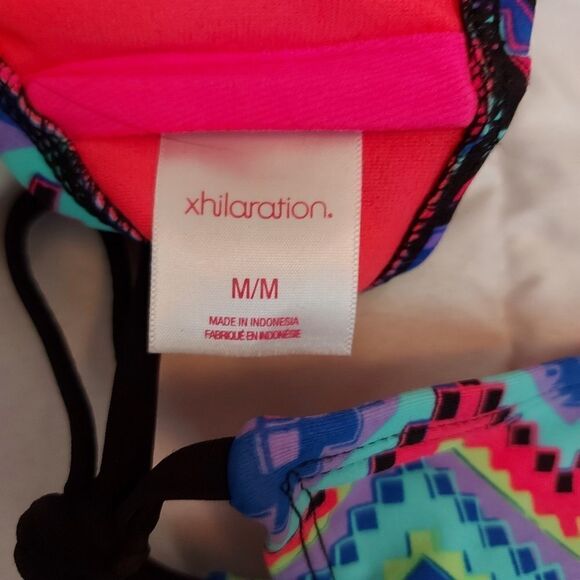 xhilaration.
M/M
MADE IN INDONESIA
FABRIQUÉ EN INDONÉSIE